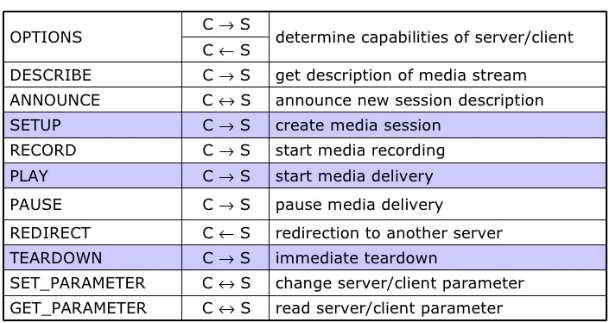 OPTIONS C → S determine capabilities of server/client
C ← S
DESCRIBE C → S get description of media stream
ANNOUNCE C ↔ S announce new session description
SETUP C → S create media session
RECORD C → S start media recording
PLAY C → S start media delivery
PAUSE C → S pause media delivery
REDIRECT C ← S redirection to another server
TEARDOWN C → S immediate teardown
SET_PARAMETER C ↔ S change server/client parameter
GET_PARAMETER C ↔ S read server/client parameter